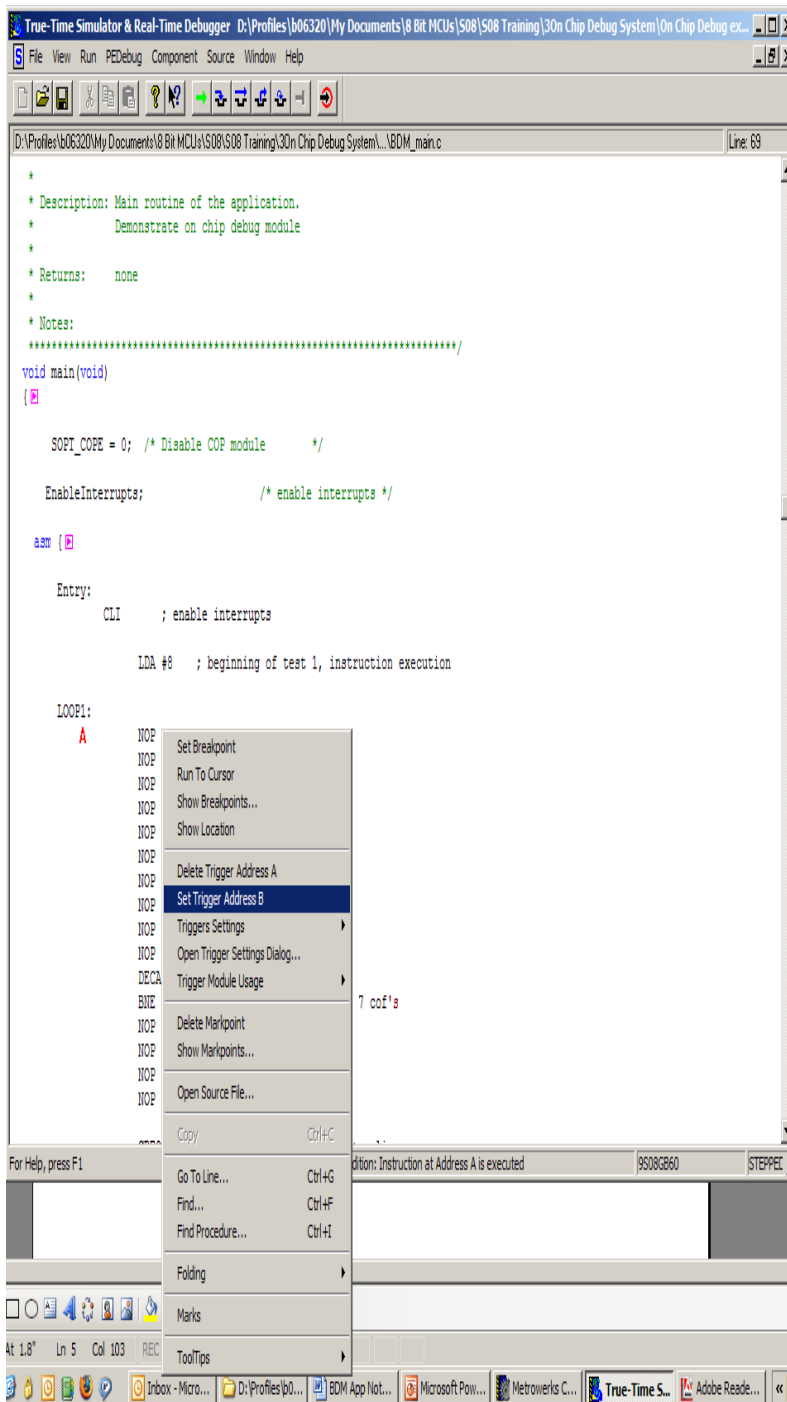 True-Time Simulator & Real-Time Debugger D:\Profiles\b06320\My Documents\8 Bit MCUs\S08\S08 Training\3On Chip Debug System\On Chip Debug ex...
File View Run PEDebug Component Source Window Help
D:\Profiles\b06320\My Documents\8 Bit MCUs\S08\S08 Training\3On Chip Debug System\...\BDM_main.c Line: 69
*
* Description: Main routine of the application.
* Demonstrate on chip debug module
*
* Returns: none
*
* Notes:
***********************************************************************/
void main(void)
{
SOPT_COPE = 0; /* Disable COP module */
EnableInterrupts; /* enable interrupts */
asm {
Entry:
CLI ; enable interrupts
LDA #8 ; beginning of test 1, instruction execution
LOOP1:
A NOP
NOP
NOP
NOP
NOP
NOP
NOP
NOP
NOP
NOP
DECA
BNE 7 cof's
NOP
NOP
NOP
NOP
Set Breakpoint
Run To Cursor
Show Breakpoints...
Show Location
Delete Trigger Address A
Set Trigger Address B
Triggers Settings
Open Trigger Settings Dialog...
Trigger Module Usage
Delete Markpoint
Show Markpoints...
Open Source File...
Copy Ctrl+C
Go To Line... Ctrl+G
Find... Ctrl+F
Find Procedure... Ctrl+I
Folding
Marks
ToolTips
For Help, press F1 dition: Instruction at Address A is executed 9S08GB60 STEPPED
At 1.8" Ln 5 Col 103 REC
Inbox - Micro... D:\Profiles\b0... BDM App Not... Microsoft Pow... Metrowerks C... True-Time S... Adobe Reade... «